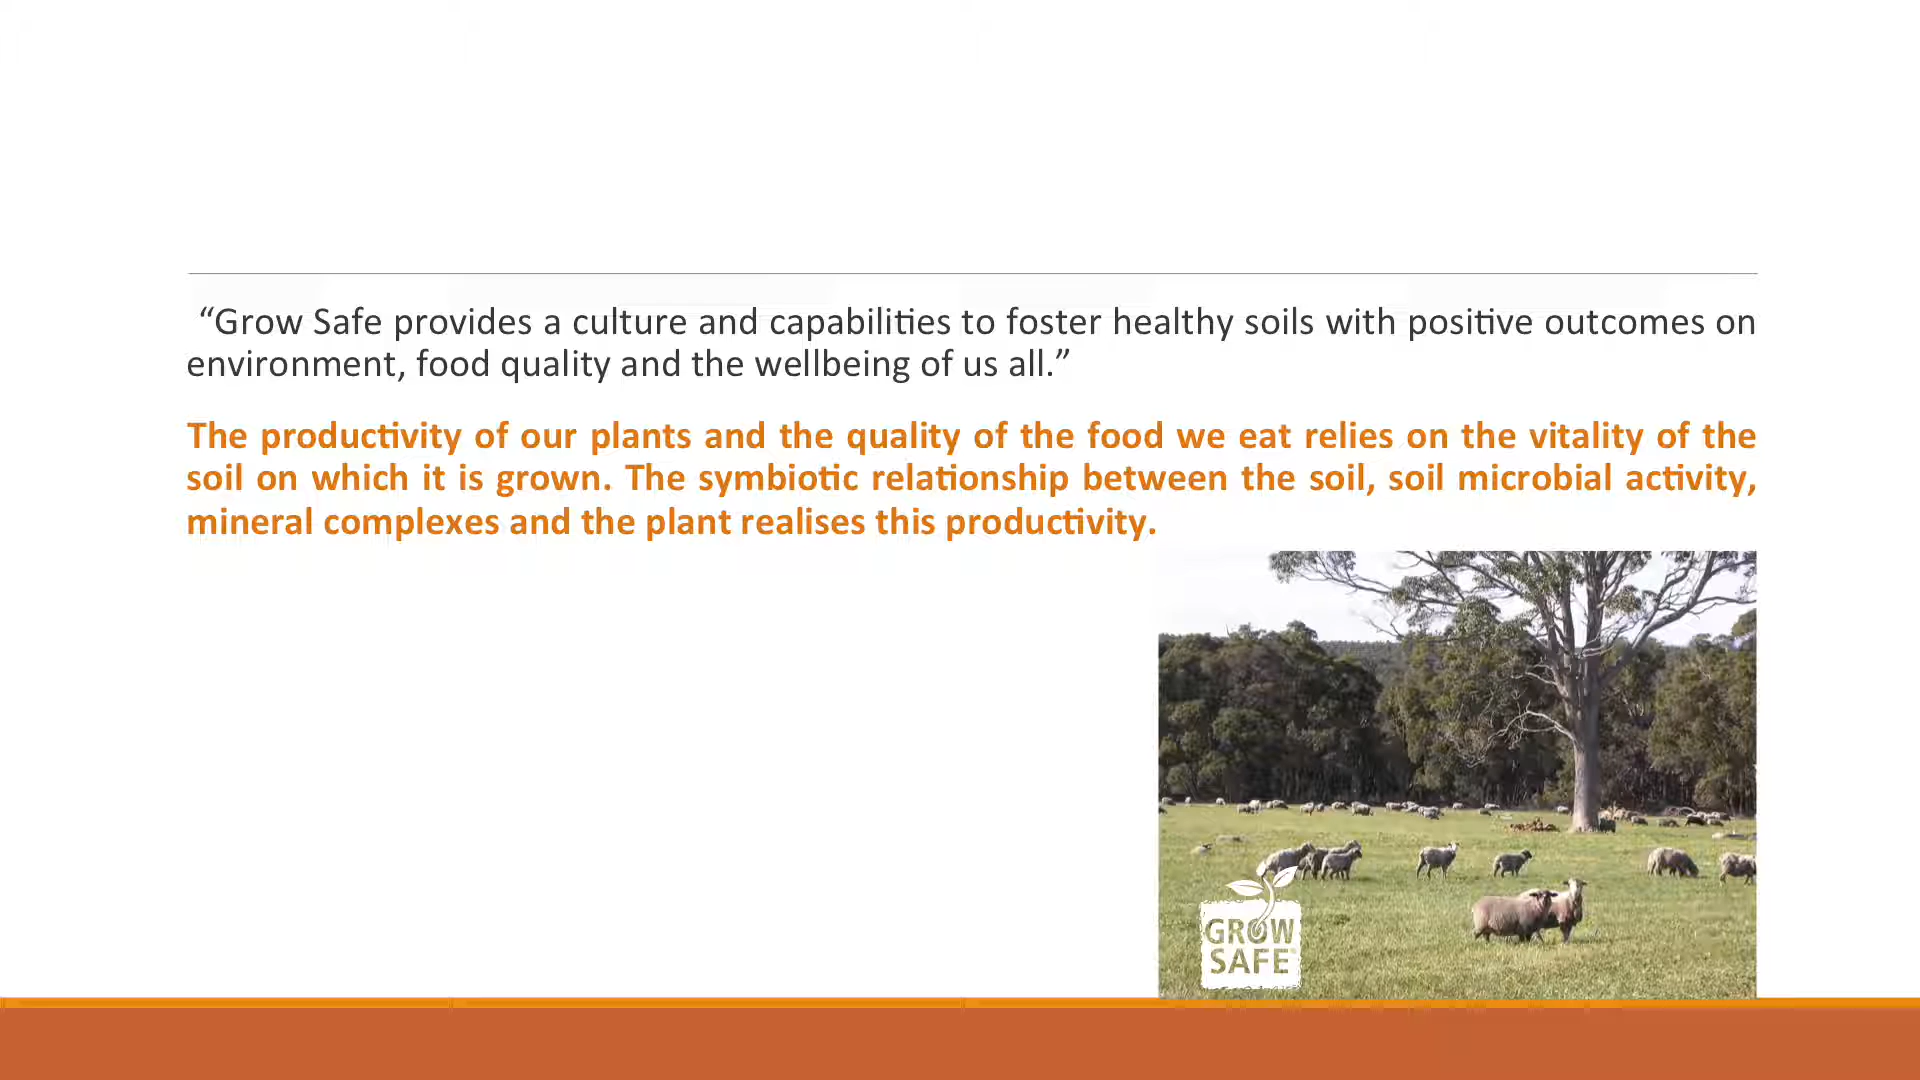 “Grow Safe provides a culture and capabilities to foster healthy soils with positive outcomes on
environment, food quality and the wellbeing of us all.”
The productivity of our plants and the quality of the food we eat relies on the vitality of the
soil on which it is grown. The symbiotic relationship between the soil, soil microbial activity,
mineral complexes and the plant realises this productivity.
GROW
SAFE